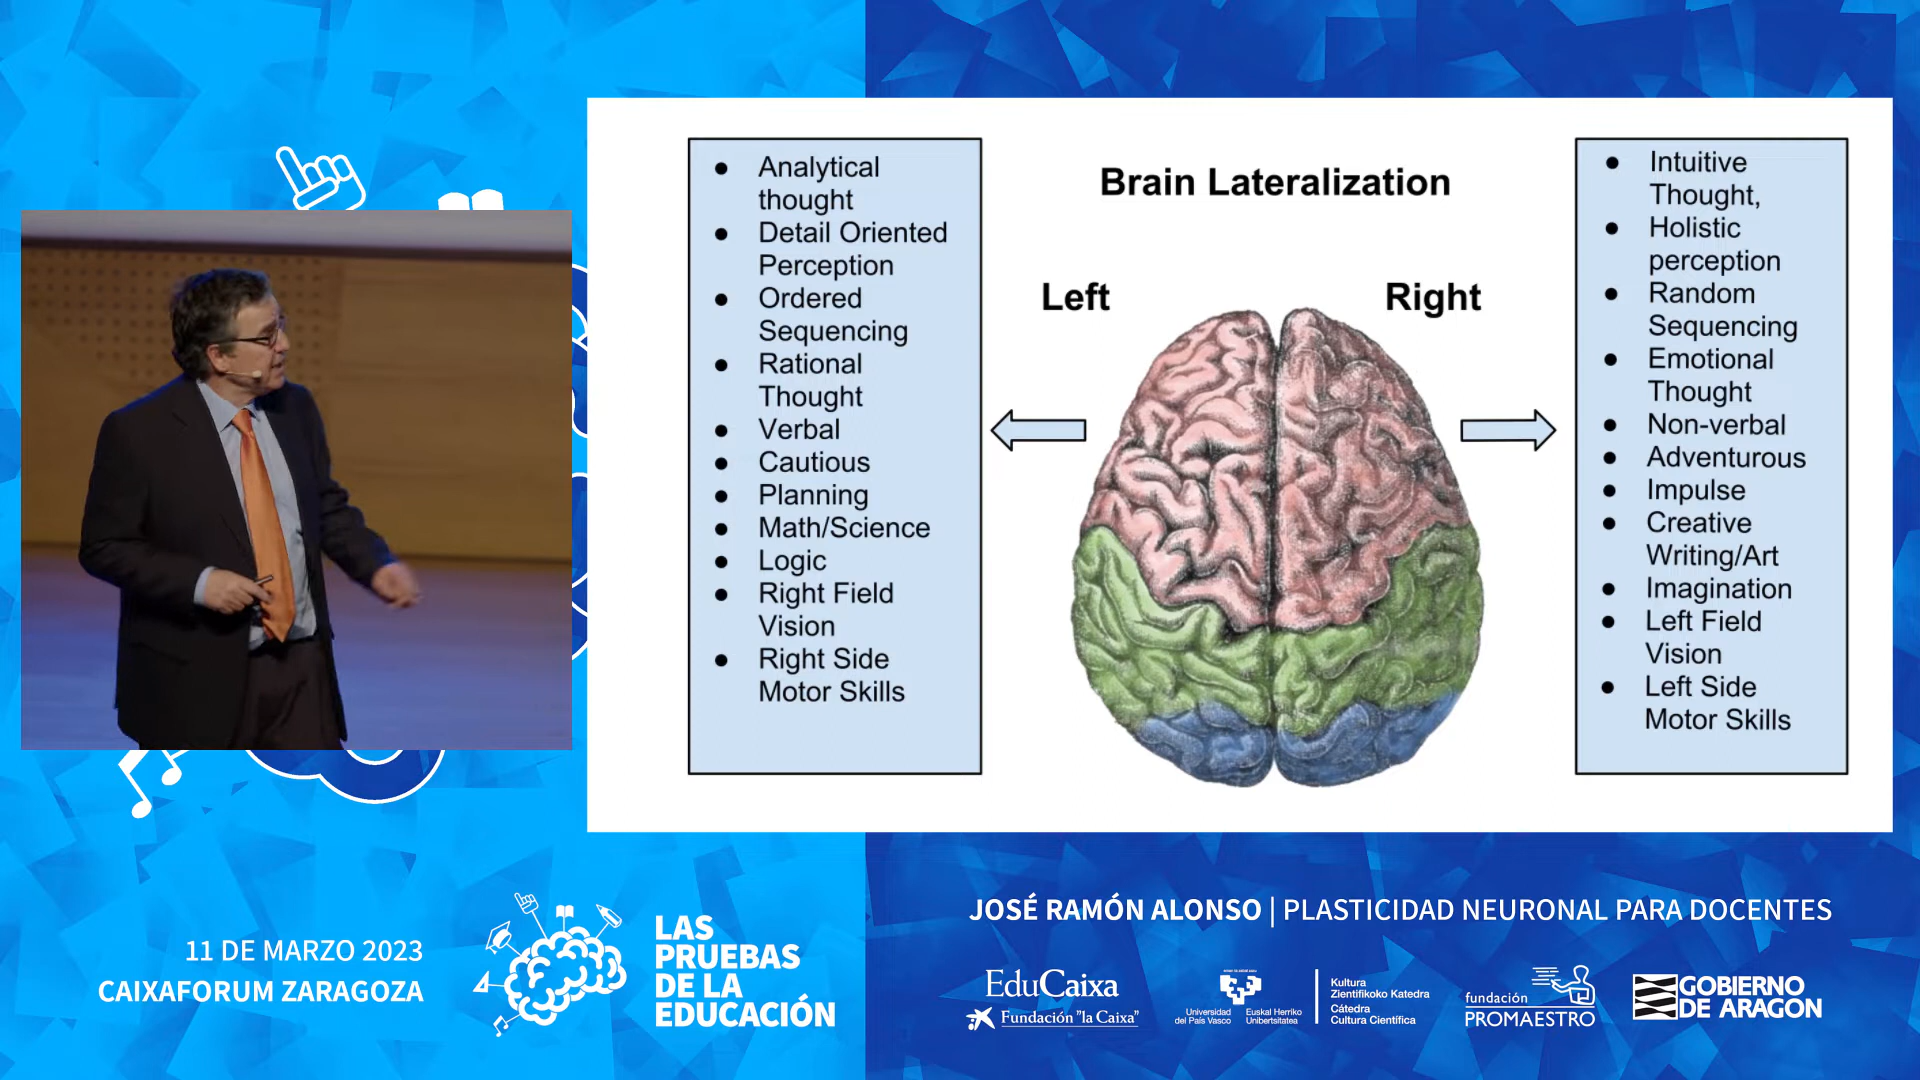 Brain Lateralization
Left
Right
● Analytical
thought
● Detail Oriented
Perception
● Ordered
Sequencing
● Rational
Thought
● Verbal
● Cautious
● Planning
● Math/Science
● Logic
● Right Field
Vision
● Right Side
Motor Skills
● Intuitive
Thought,
● Holistic
perception
● Random
Sequencing
● Emotional
Thought
● Non-verbal
● Adventurous
● Impulse
● Creative
Writing/Art
● Imagination
● Left Field
Vision
● Left Side
Motor Skills
11 DE MARZO 2023
CAIXAFORUM ZARAGOZA
LAS
PRUEBAS
DE LA
EDUCACIÓN
JOSÉ RAMÓN ALONSO | PLASTICIDAD NEURONAL PARA DOCENTES
EduCaixa
Fundación "la Caixa"
Universidad
del País Vasco
Euskal Herriko
Unibertsitatea
Kultura
Zientifikoko Katedra
Cátedra
Cultura Científica
fundación
PROMAESTRO
GOBIERNO
DE ARAGON